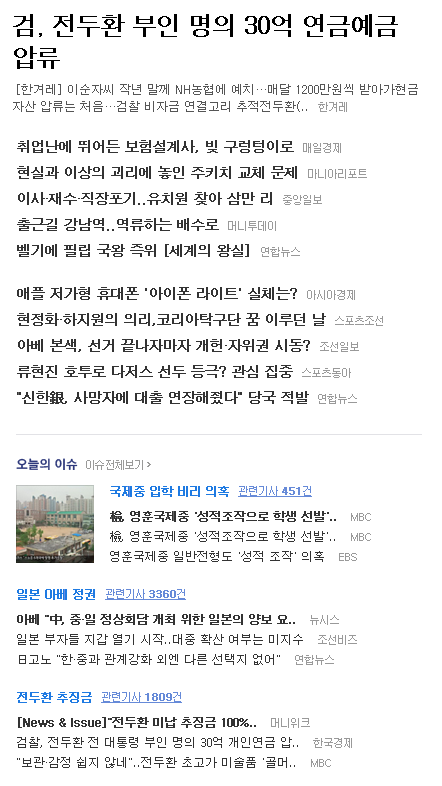 검, 전두환 부인 명의 30억 연금예금
압류
[한겨레] 이순자씨 작년 말께 NH농협에 예치…매달 1200만원씩 받아가현금
자산 압류는 처음…검찰 비자금 연결고리 추적전두환(.. 한겨레
취업난에 뛰어든 보험설계사, 빚 구렁텅이로 매일경제
현실과 이상의 괴리에 놓인 주키치 교체 문제 마니아리포트
이사·재수·직장포기..유치원 찾아 삼만 리 중앙일보
출근길 강남역..역류하는 배수로 머니투데이
벨기에 필립 국왕 즉위 [세계의 왕실] 연합뉴스
애플 저가형 휴대폰 '아이폰 라이트' 실체는? 아시아경제
현정화·하지원의 의리,코리아탁구단 꿈 이루던 날 스포츠조선
아베 본색, 선거 끝나자마자 개헌·자위권 시동? 조선일보
류현진 호투로 다저스 선두 등극? 관심 집중 스포츠동아
"신한銀, 사망자에 대출 연장해줬다" 당국 적발 연합뉴스
오늘의 이슈 이슈전체보기 >
국제중 입학 비리 의혹 관련기사 451건
檢, 영훈국제중 '성적조작으로 학생 선발'.. MBC
檢, 영훈국제중 '성적조작으로 학생 선발'.. MBC
영훈국제중 일반전형도 '성적 조작' 의혹 EBS
일본 아베 정권 관련기사 3360건
아베 "中, 중·일 정상회담 개최 위한 일본의 양보 요.. 뉴시스
일본 부자들 지갑 열기 시작..대중 확산 여부는 미지수 조선비즈
日고노 "한·중과 관계강화 외엔 다른 선택지 없어" 연합뉴스
전두환 추징금 관련기사 1809건
[News & Issue]"전두환 미납 추징금 100%.. 머니위크
검찰, 전두환 전 대통령 부인 명의 30억 개인연금 압.. 한국경제
"보관·감정 쉽지 않네"..전두환 초고가 미술품 '골머.. MBC